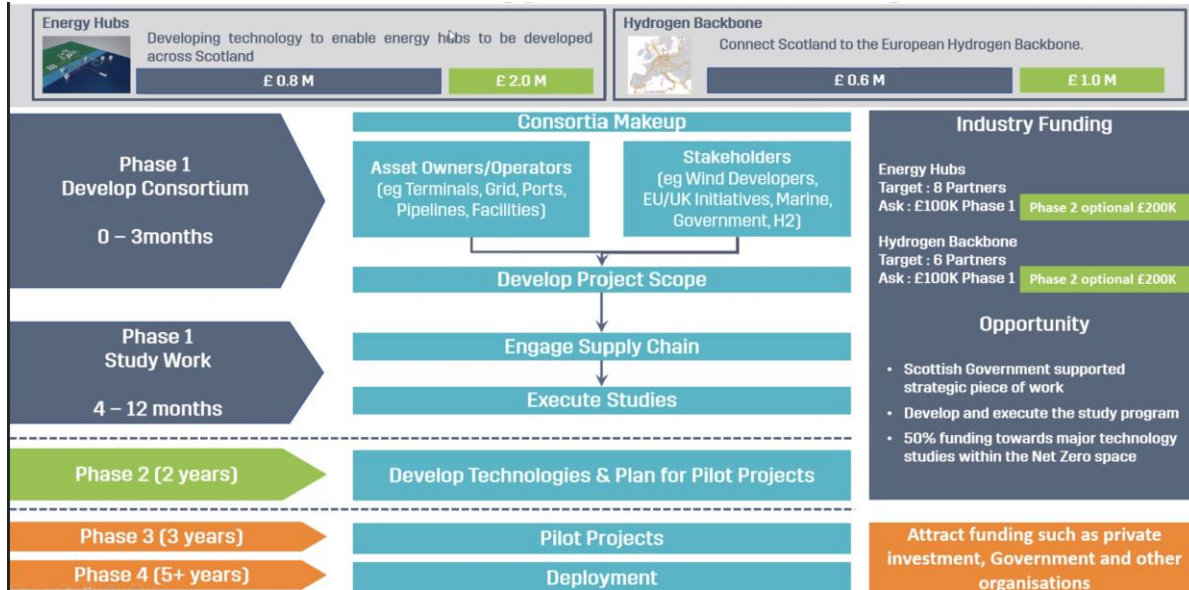 Energy Hubs
Developing technology to enable energy hubs to be developed
across Scotland
£ 0.8 M
£ 2.0 M
Hydrogen Backbone
Connect Scotland to the European Hydrogen Backbone.
£ 0.6 M
£ 1.0 M
Phase 1
Develop Consortium
0 – 3months
Consortia Makeup
Asset Owners/Operators
(eg Terminals, Grid, Ports,
Pipelines, Facilities)
Stakeholders
(eg Wind Developers,
EU/UK Initiatives, Marine,
Government, H2)
Develop Project Scope
Phase 1
Study Work
4 – 12 months
Engage Supply Chain
Execute Studies
Phase 2 (2 years)
Develop Technologies & Plan for Pilot Projects
Phase 3 (3 years)
Pilot Projects
Phase 4 (5+ years)
Deployment
Industry Funding
Energy Hubs
Target : 8 Partners
Ask : £100K Phase 1
Phase 2 optional £200K
Hydrogen Backbone
Target : 6 Partners
Ask : £100K Phase 1
Phase 2 optional £200K
Opportunity
• Scottish Government supported
strategic piece of work
• Develop and execute the study program
• 50% funding towards major technology
studies within the Net Zero space
Attract funding such as private
investment, Government and other
organisations